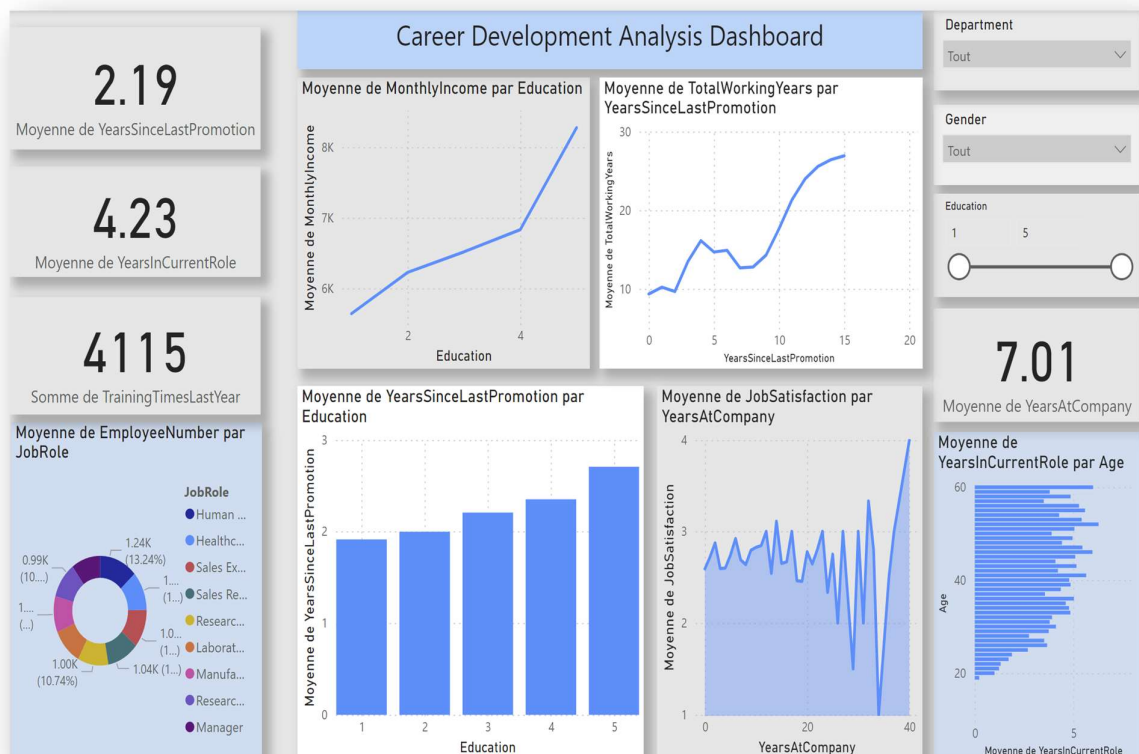 Career Development Analysis Dashboard
2.19
Moyenne de YearsSinceLastPromotion
4.23
Moyenne de YearsInCurrentRole
4115
Somme de TrainingTimesLastYear
Moyenne de EmployeeNumber par
JobRole
JobRole
Human ...
Healthc...
Sales Ex...
Sales Re...
Researc...
Laborat...
Manufa...
Researc...
Manager
1.24K
(13.24%)
1....
(1...)
1.0...
(1...)
1.04K (1...)
1.00K
(10.74%)
1....
(...)
0.99K
(10....)
Moyenne de MonthlyIncome par Education
Moyenne de MonthlyIncome
8K
7K
6K
2
4
Education
Moyenne de TotalWorkingYears par
YearsSinceLastPromotion
Moyenne de TotalWorkingYears
30
20
10
0
5
10
15
20
YearsSinceLastPromotion
Moyenne de YearsSinceLastPromotion par
Education
Moyenne de YearsSinceLastPromotion
3
2
1
0
1
2
3
4
5
Education
Moyenne de JobSatisfaction par
YearsAtCompany
Moyenne de JobSatisfaction
4
3
2
1
0
20
40
YearsAtCompany
Department
Tout
Gender
Tout
Education
1
5
7.01
Moyenne de YearsAtCompany
Moyenne de
YearsInCurrentRole par Age
Age
60
40
20
0
5
Moyenne de YearsInCurrentRole